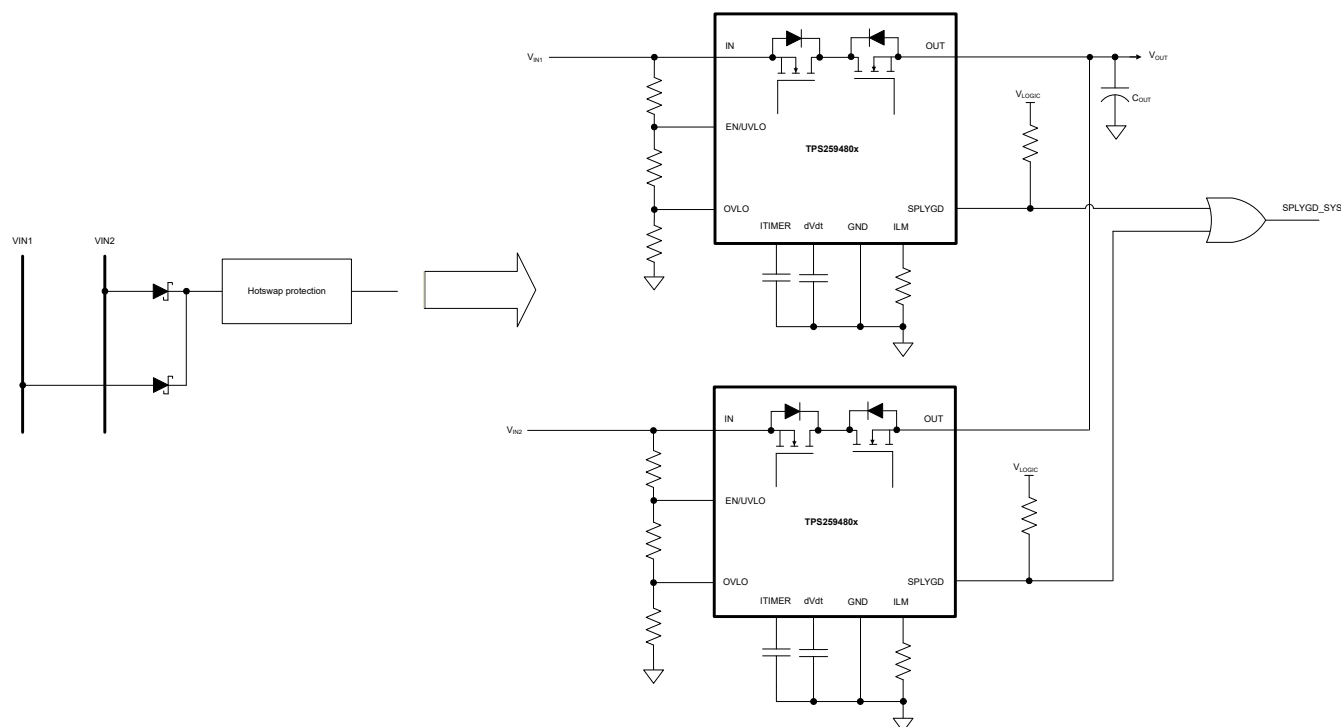 VIN1
VIN2
Hotswap protection
VIN1
IN
OUT
VOUT
COUT
VLOGIC
EN/UVLO
TPS259480x
OVLO
SPLYGD
ITIMER
dVdt
GND
ILM
SPLYGD_SYS
VIN2
IN
OUT
VLOGIC
EN/UVLO
TPS259480x
OVLO
SPLYGD
ITIMER
dVdt
GND
ILM